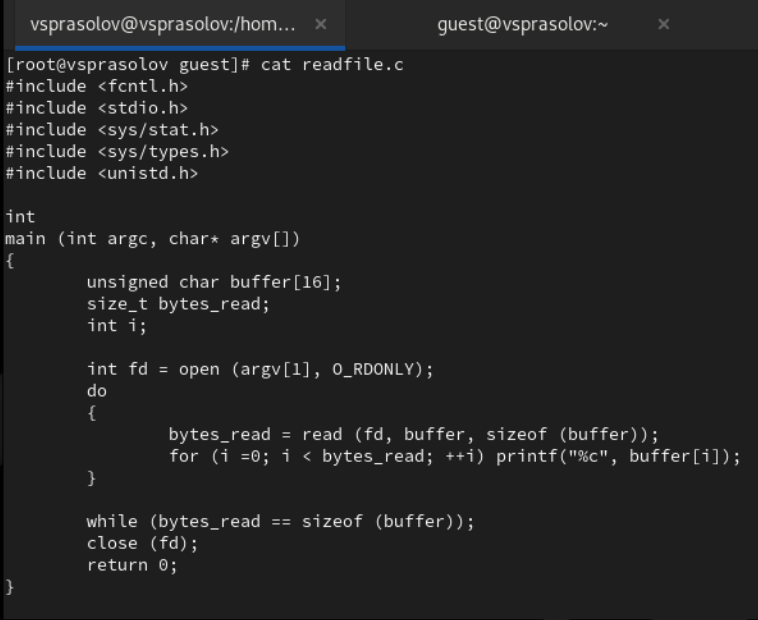 vsprasolov@vsprasolov:/hom... × guest@vsprasolov:~ ×
[root@vsprasolov guest]# cat readfile.c
#include <fcntl.h>
#include <stdio.h>
#include <sys/stat.h>
#include <sys/types.h>
#include <unistd.h>

int
main (int argc, char* argv[])
{
        unsigned char buffer[16];
        size_t bytes_read;
        int i;

        int fd = open (argv[1], O_RDONLY);
        do
        {
                bytes_read = read (fd, buffer, sizeof (buffer));
                for (i =0; i < bytes_read; ++i) printf("%c", buffer[i]);
        }

        while (bytes_read == sizeof (buffer));
        close (fd);
        return 0;
}